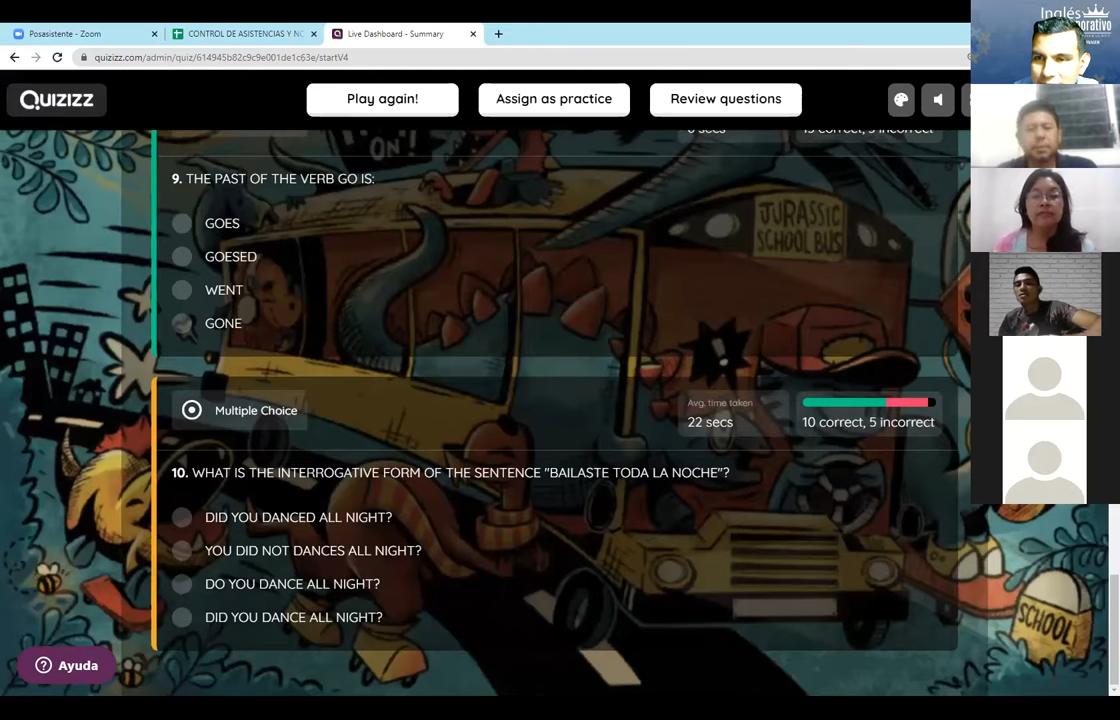 Posasistente - Zoom
CONTROL DE ASISTENCIAS Y NO
Live Dashboard - Summary
Inglés
quizizz.com/admin/quiz/614945b82c9c9e001de1c63e/startV4
Quizizz
Play again!
Assign as practice
Review questions
ON!
9. THE PAST OF THE VERB GO IS:
GOES
GOESED
WENT
GONE
JURASSIC
SCHOOL BUS
Multiple Choice
Avg. time taken
22 secs
10 correct, 5 incorrect
10. WHAT IS THE INTERROGATIVE FORM OF THE SENTENCE "BAILASTE TODA LA NOCHE"?
DID YOU DANCED ALL NIGHT?
YOU DID NOT DANCES ALL NIGHT?
DO YOU DANCE ALL NIGHT?
DID YOU DANCE ALL NIGHT?
SCHOOL
Ayuda